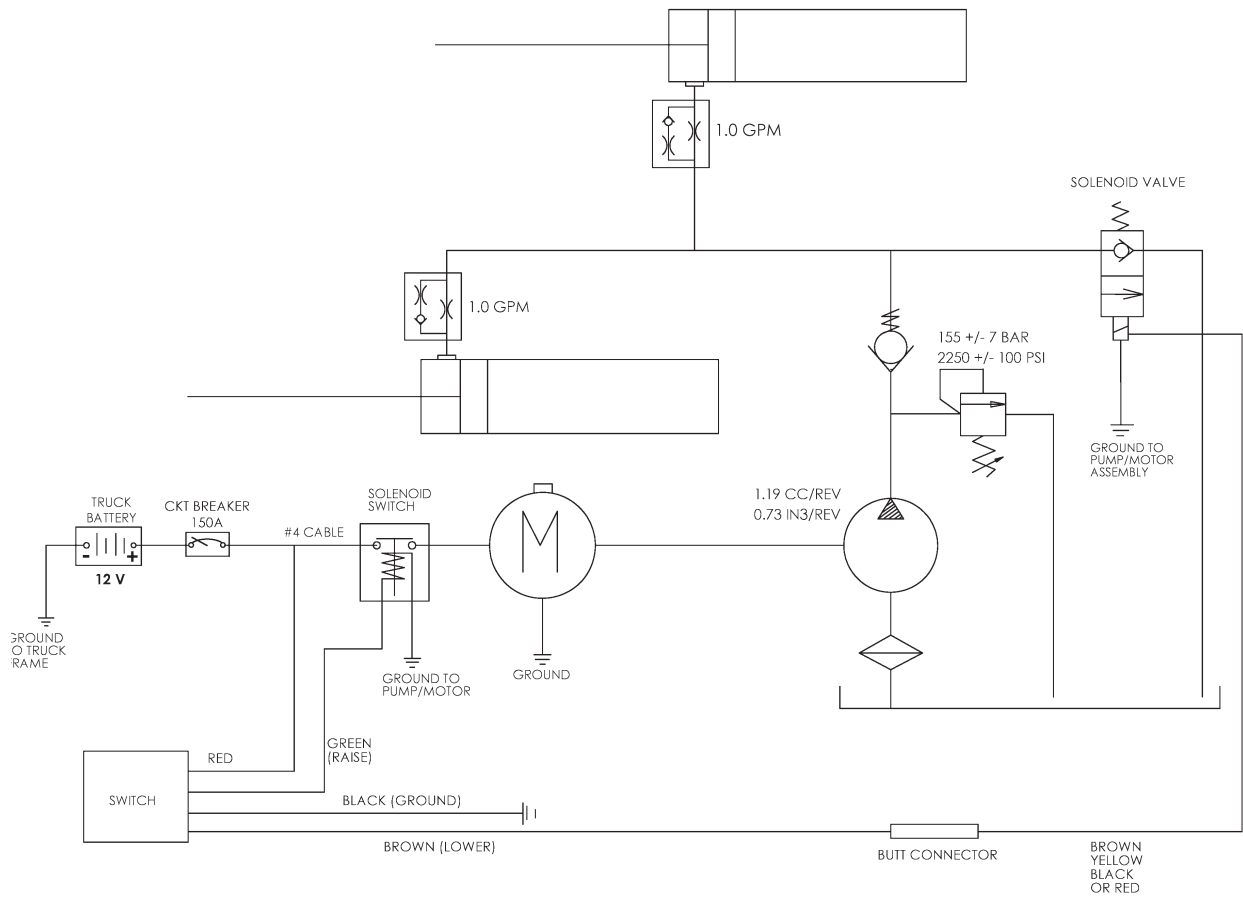 1.0 GPM
SOLENOID VALVE
1.0 GPM
155 +/- 7 BAR
2250 +/- 100 PSI
GROUND TO
PUMP/MOTOR
ASSEMBLY
1.19 CC/REV
0.73 IN3/REV
TRUCK
BATTERY
- +
12 V
CKT BREAKER
150A
#4 CABLE
SOLENOID
SWITCH
M
GROUND
O TRUCK
RAME
GROUND TO
PUMP/MOTOR
GROUND
RED
GREEN
(RAISE)
SWITCH
BLACK (GROUND)
BROWN (LOWER)
BUTT CONNECTOR
BROWN
YELLOW
BLACK
OR RED